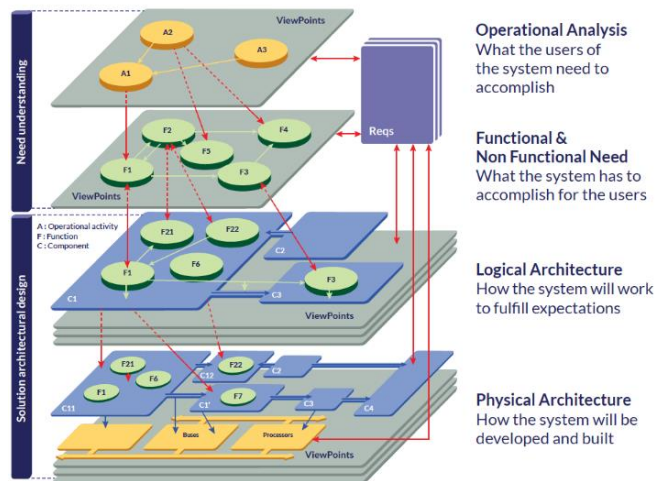 ViewPoints
A2
A3
A1
Need understanding
Reqs
F2
F4
F5
F1
F3
ViewPoints
Operational Analysis
What the users of
the system need to
accomplish
Functional &
Non Functional Need
What the system has to
accomplish for the users
Solution architectural design
A : Operational activity
F : Function
C : Component
F21
F22
C2
F1
F6
F3
C1
C3
ViewPoints
Logical Architecture
How the system will work
to fulfill expectations
F21
F6
F1
C11
C12
F22
C2
C1'
F7
C3
C4
Buses
Processers
ViewPoints
Physical Architecture
How the system will be
developed and built